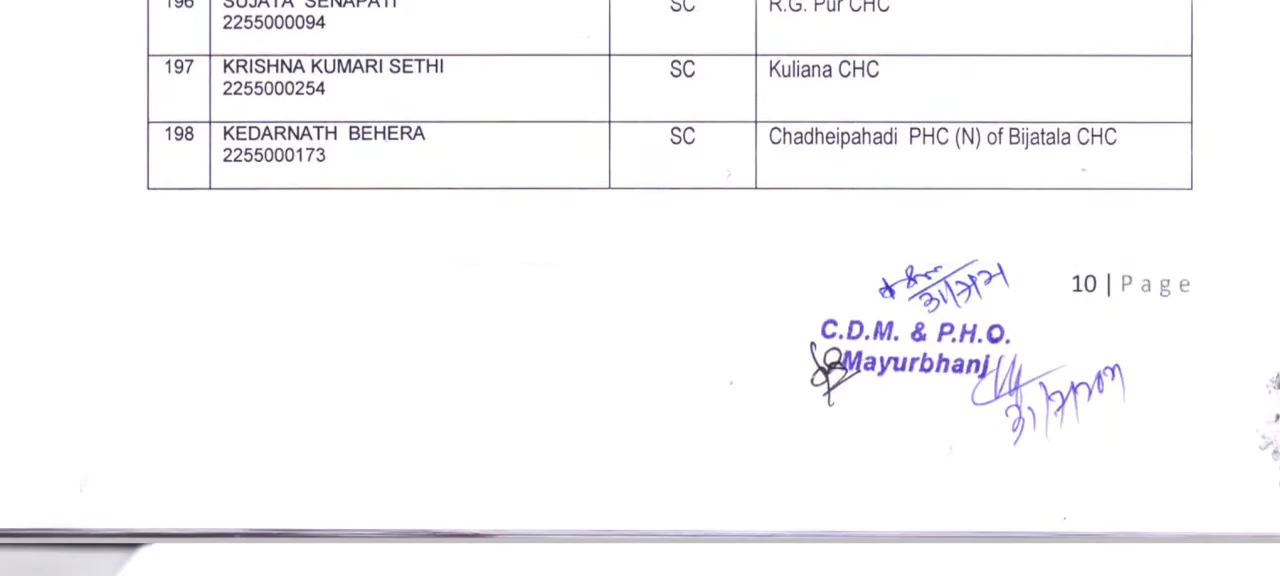 196 SUJATA SENAPATI SC R.G. Pur CHC
2255000094
197 KRISHNA KUMARI SETHI SC Kuliana CHC
2255000254
198 KEDARNATH BEHERA SC Chadheipahadi PHC (N) of Bijatala CHC
2255000173
10 | Page
C.D.M. & P.H.O.
Mayurbhanj